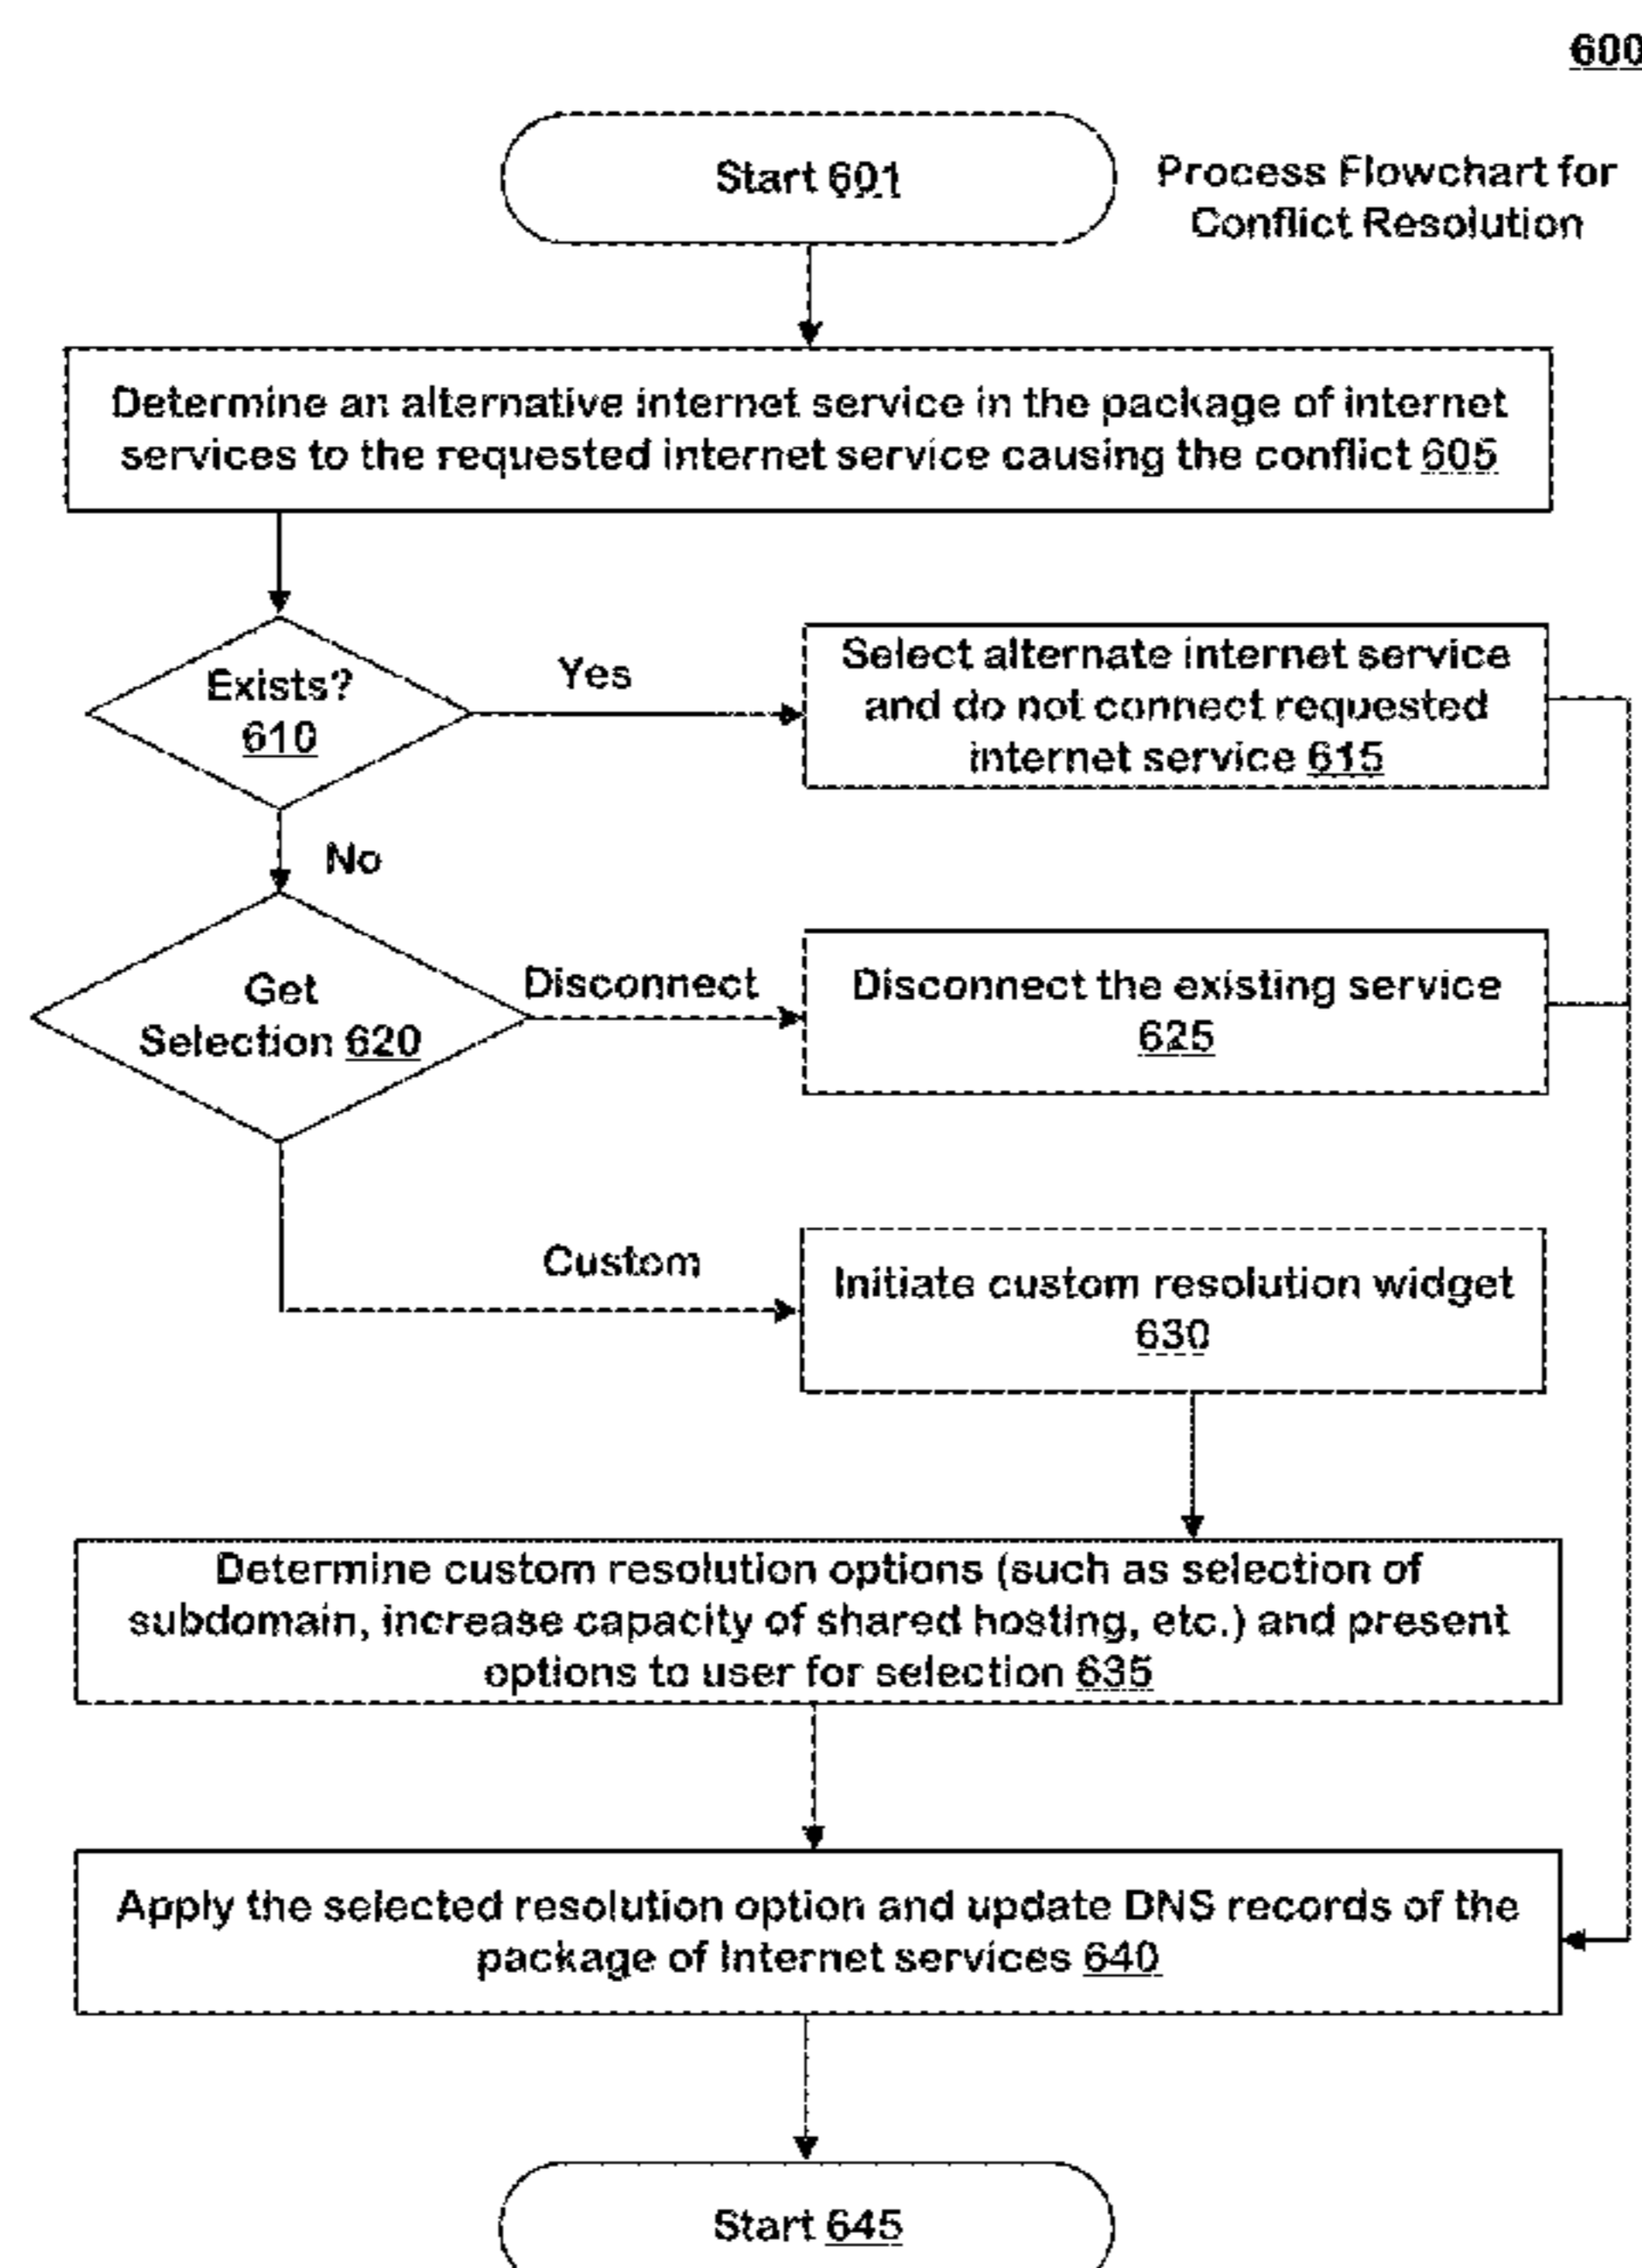 600
Start 601
Process Flowchart for
Conflict Resolution
Determine an alternative internet service in the package of internet
services to the requested internet service causing the conflict 605
Exists?
610
Yes
Select alternate internet service
and do not connect requested
internet service 615
No
Get
Selection 620
Disconnect
Disconnect the existing service
625
Custom
Initiate custom resolution widget
630
Determine custom resolution options (such as selection of
subdomain, increase capacity of shared hosting, etc.) and present
options to user for selection 635
Apply the selected resolution option and update DNS records of the
package of Internet services 640
Start 645